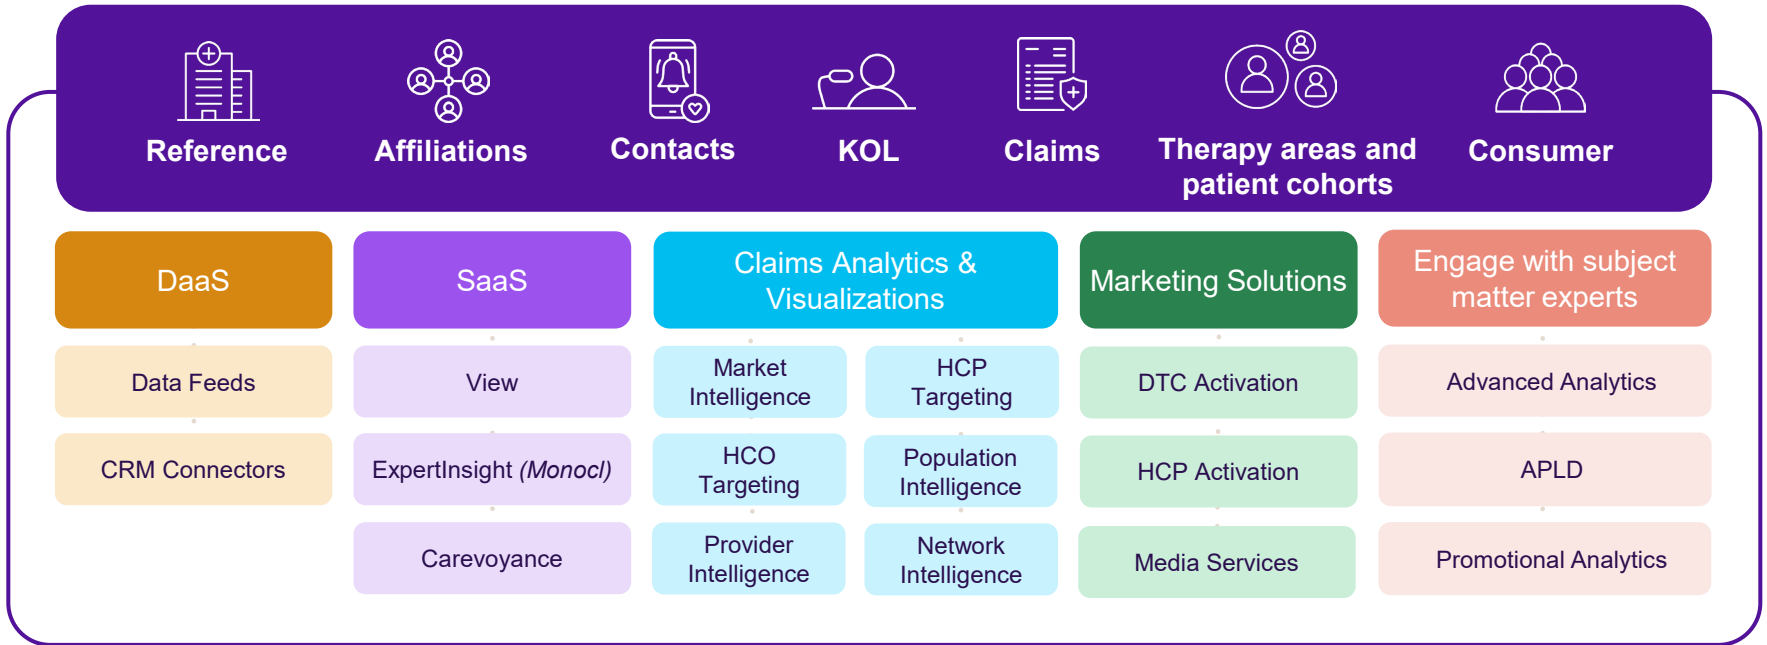 Reference
Affiliations
Contacts
KOL
Claims
Therapy areas and
patient cohorts
Consumer
DaaS
Data Feeds
CRM Connectors
SaaS
View
ExpertInsight (Monocl)
Carevoyance
Claims Analytics &
Visualizations
Market
Intelligence
HCP
Targeting
HCO
Targeting
Population
Intelligence
Provider
Intelligence
Network
Intelligence
Marketing Solutions
DTC Activation
HCP Activation
Media Services
Engage with subject
matter experts
Advanced Analytics
APLD
Promotional Analytics